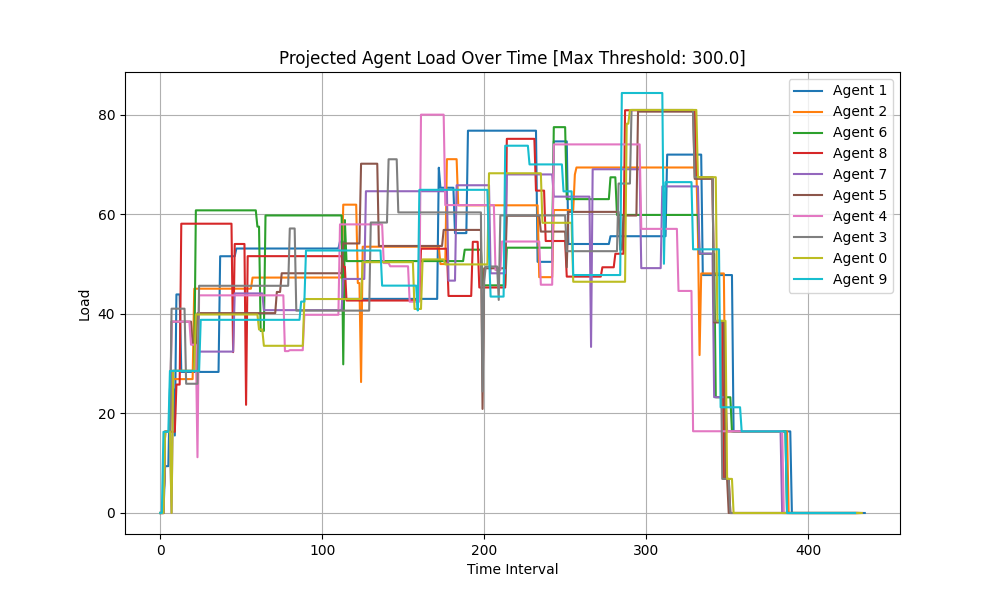 Projected Agent Load Over Time [Max Threshold: 300.0]
Load
80
60
40
20
0
0 100 200 300 400
Time Interval
Agent 1
Agent 2
Agent 6
Agent 8
Agent 7
Agent 5
Agent 4
Agent 3
Agent 0
Agent 9